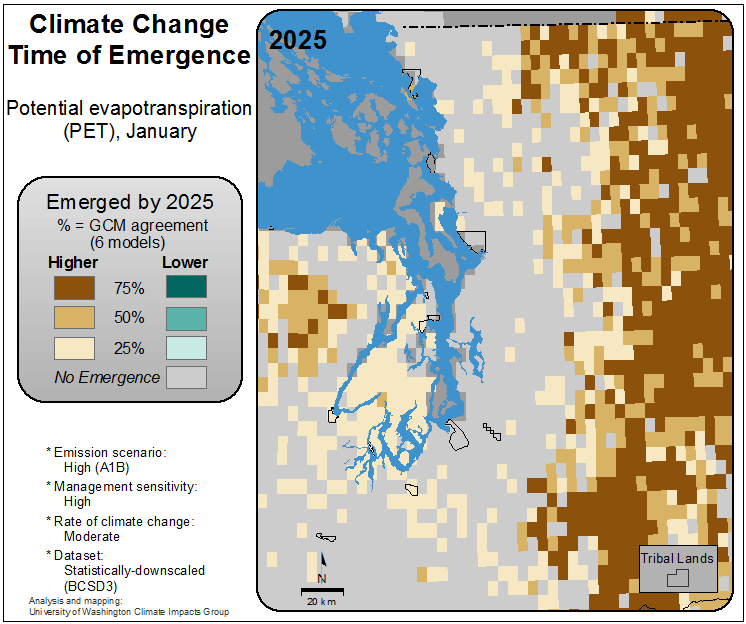 Climate Change
Time of Emergence
Potential evapotranspiration
(PET), January
Emerged by 2025
% = GCM agreement
(6 models)
Higher Lower
75%
50%
25%
No Emergence
* Emission scenario:
High (A1B)
* Management sensitivity:
High
* Rate of climate change:
Moderate
* Dataset:
Statistically-downscaled
(BCSD3)
Analysis and mapping:
University of Washington Climate Impacts Group
2025
N
20 km
Tribal Lands